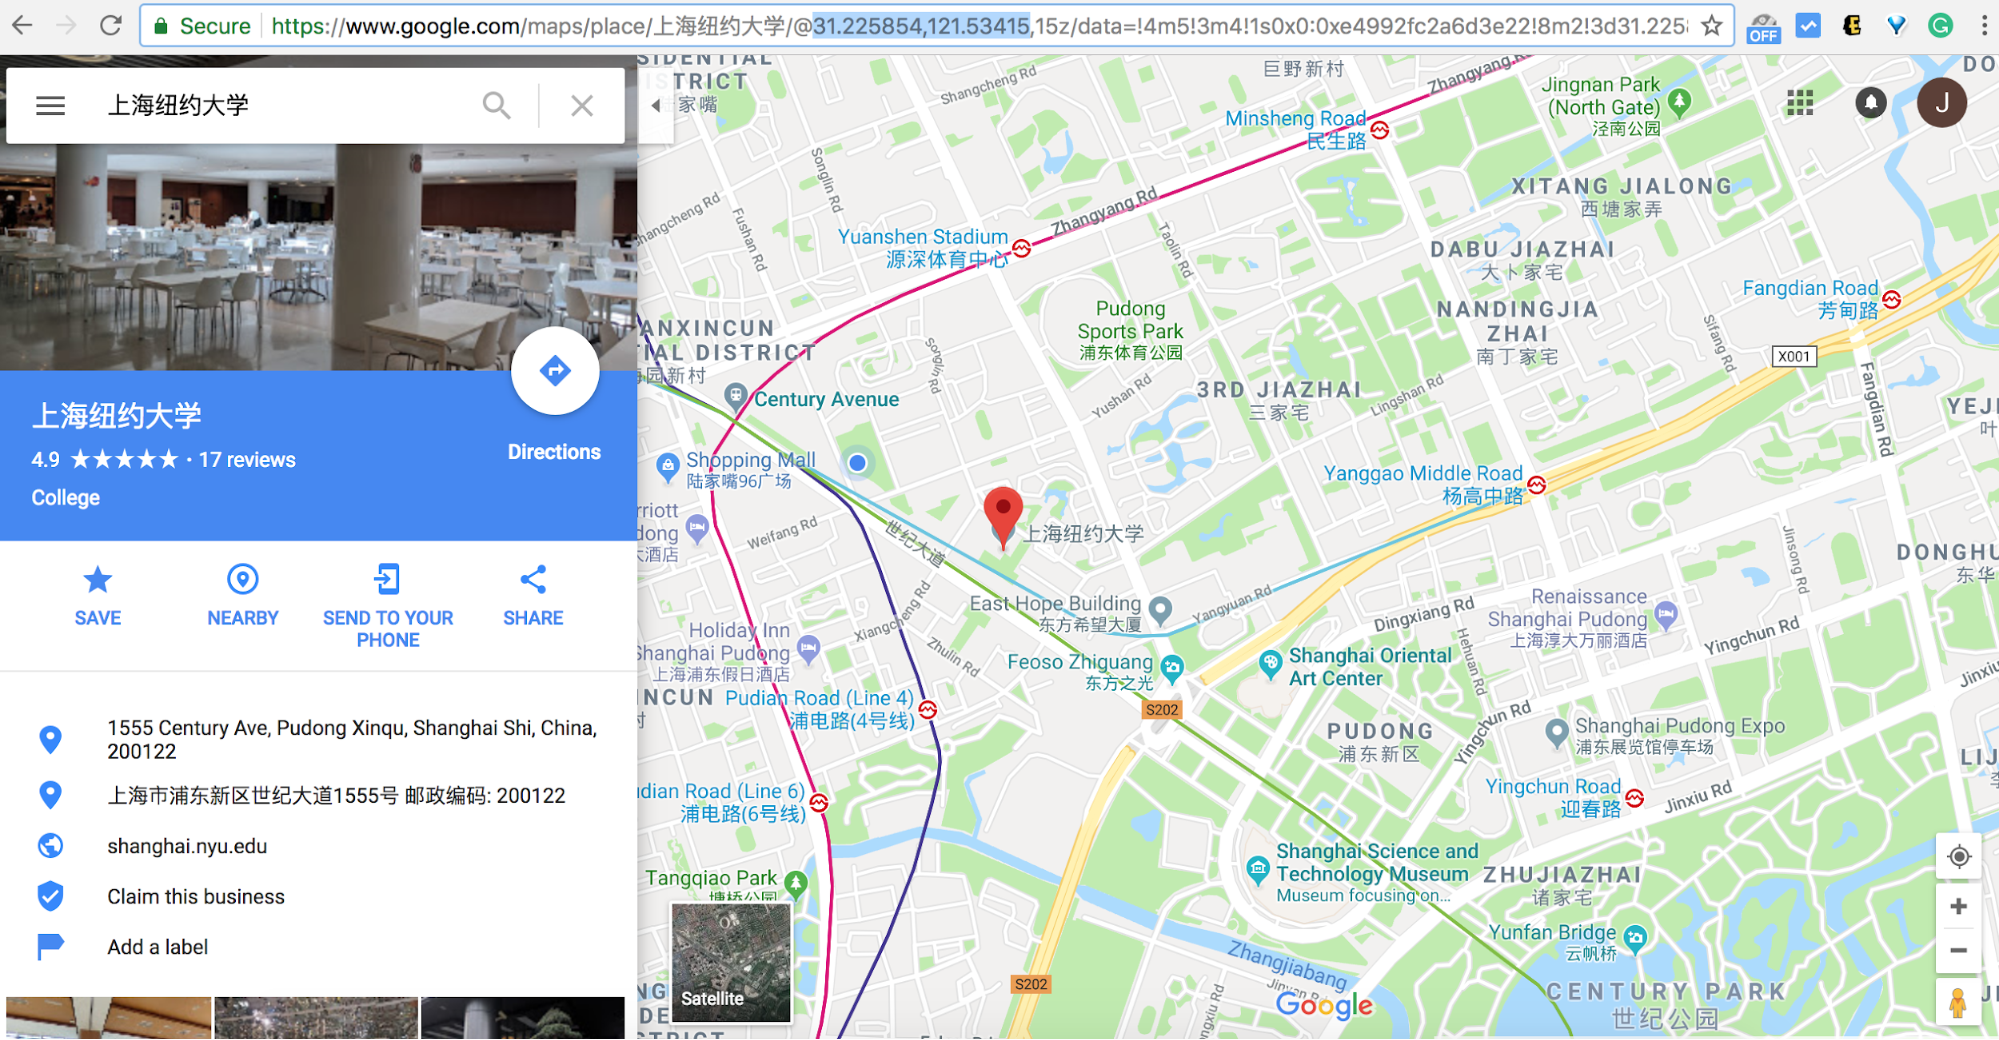 Secure
https://www.google.com/maps/place/上海纽约大学/@31.225854,121.53415,15z/data=!4m5!3m4!1s0x0:0xe4992fc2a6d3e22!8m2!3d31.225
OFF
上海纽约大学
J
上海纽约大学
4.9
· 17 reviews
College
Directions
SAVE
NEARBY
SEND TO YOUR
PHONE
SHARE
1555 Century Ave, Pudong Xinqu, Shanghai Shi, China,
200122
上海市浦东新区世纪大道1555号 邮政编码: 200122
shanghai.nyu.edu
Claim this business
Add a label
SIDENTIAL
STRICT
家嘴
Shangcheng Rd
巨野新村
Zhangyang Rd
Jingnan Park
(North Gate)
泾南公园
Minsheng Road
民生路
XITANG JIALONG
西塘家弄
Songlin Rd
Fushan Rd
hangcheng Rd
Zhangyang Rd
Taolin Rd
Yuanshen Stadium
源深体育中心
DABU JIAZHAI
大卜家宅
Fangdian Road
芳甸路
NANDINGJIA
ZHAI
南丁家宅
Sifang Rd
X001
Fangdian Rd
Pudong
Sports Park
浦东体育公园
ANXINCUN
IAL DISTRICT
园新村
Songlin Rd
Yushan Rd
3RD JIAZHAI
三家宅
Lingshan Rd
YEJ
叶
Century Avenue
Shopping Mall
陆家嘴96广场
Yanggao Middle Road
杨高中路
rriott
dong
大酒店
Weifang Rd
世纪大道
上海纽约大学
Jinsong Rd
DONGHU
东华
East Hope Building
东方希望大厦
Yangyuan Rd
Dingxiang Rd
Hehuan Rd
Renaissance
Shanghai Pudong
上海淳大万丽酒店
Yingchun Rd
Xiangcheng Rd
Zhulin Rd
Holiday Inn
Shanghai Pudong
上海浦东假日酒店
Feoso Zhiguang
东方之光
Shanghai Oriental
Art Center
Jinxiu
INCUN
Pudian Road (Line 4)
浦电路(4号线)
S202
PUDONG
浦东新区
Yingchun Rd
Shanghai Pudong Expo
浦东展览馆停车场
LIJ
udian Road (Line 6)
浦电路(6号线)
Yingchun Road
迎春路
Jinxiu Rd
Shanghai Science and
Technology Museum
Museum focusing on...
ZHUJIAZHAI
诸家宅
Tangqiao Park
塘桥公园
Yunfan Bridge
云帆桥
Zhangjiabang
Satellite
S202
Google
CENTURY PARK
世纪公园
STRICT